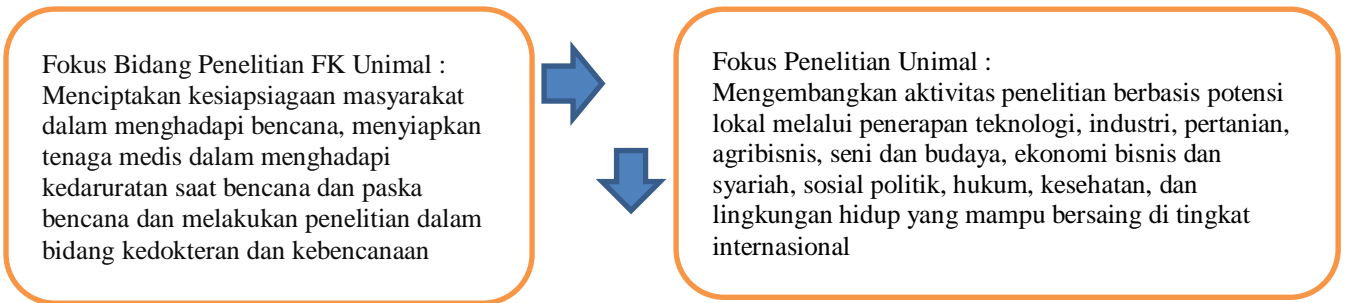 Fokus Bidang Penelitian FK Unimal :
Menciptakan kesiapsiagaan masyarakat
dalam menghadapi bencana, menyiapkan
tenaga medis dalam menghadapi
kedaruratan saat bencana dan paska
bencana dan melakukan penelitian dalam
bidang kedokteran dan kebencanaan
Fokus Penelitian Unimal :
Mengembangkan aktivitas penelitian berbasis potensi
lokal melalui penerapan teknologi, industri, pertanian,
agribisnis, seni dan budaya, ekonomi bisnis dan
syariah, sosial politik, hukum, kesehatan, dan
lingkungan hidup yang mampu bersaing di tingkat
internasional